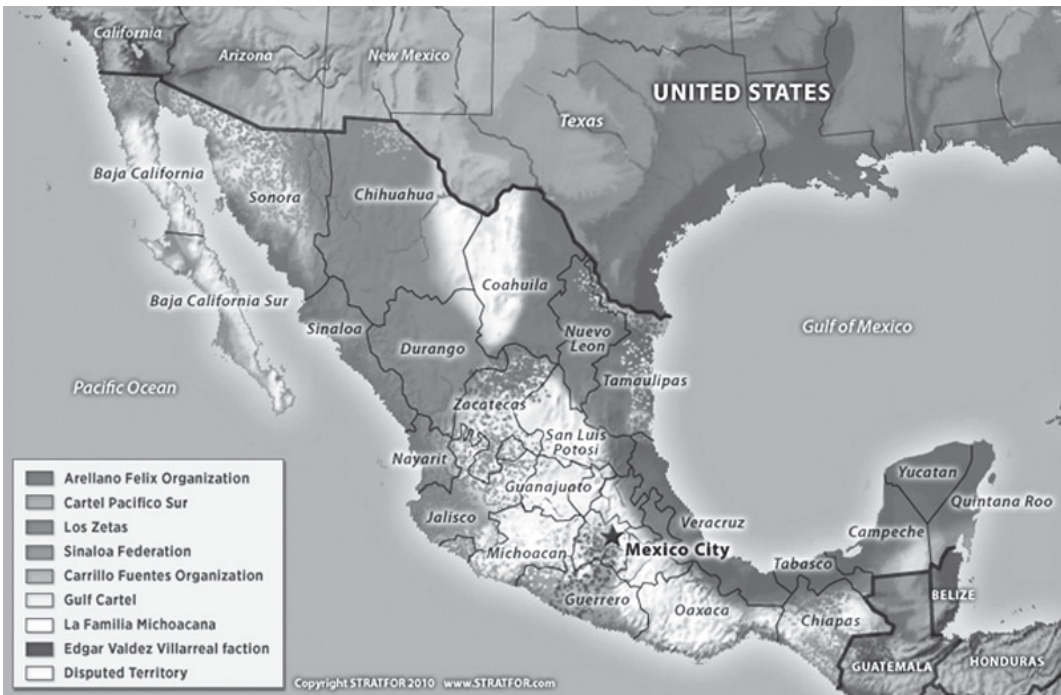 California
Arizona
New Mexico
UNITED STATES
Texas
Baja California
Sonora
Chihuahua
Coahuila
Baja California Sur
Sinaloa
Durango
Nuevo
Leon
Gulf of Mexico
Pacific Ocean
Tamaulipas
Zacatecas
San Luis
Potosi
Nayarit
Guanajuato
Yucatan
Quintana Roo
Jalisco
Veracruz
Campeche
Michoacan
Mexico City
Tabasco
BELIZE
Guerrero
Oaxaca
Chiapas
GUATEMALA
HONDURAS
Arellano Felix Organization
Cartel Pacifico Sur
Los Zetas
Sinaloa Federation
Carrillo Fuentes Organization
Gulf Cartel
La Familia Michoacana
Edgar Valdez Villarreal faction
Disputed Territory
Copyright STRATFOR 2010 www.STRATFOR.com